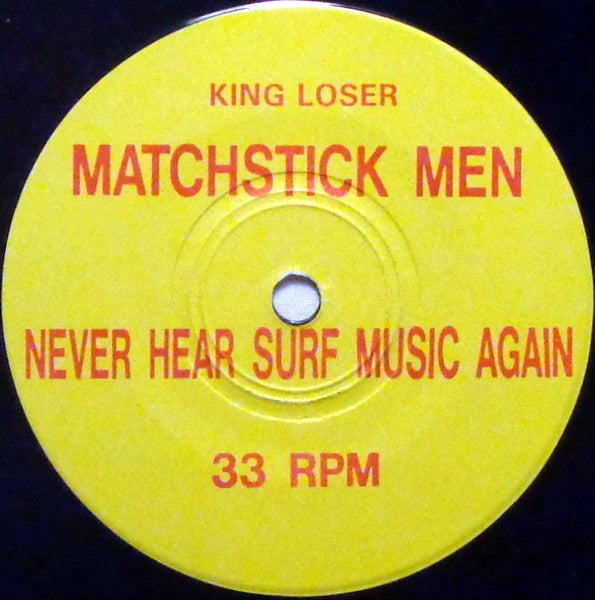 KING LOSER
MATCHSTICK MEN
NEVER HEAR SURF MUSIC AGAIN
33 RPM